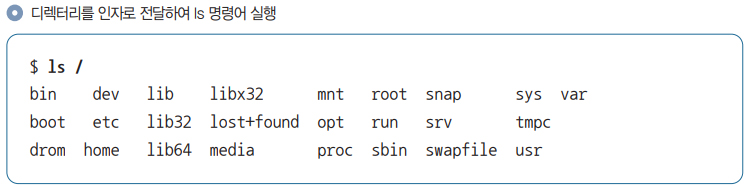 디렉터리를 인자로 전달하여 ls 명령어 실행
$ ls /
bin dev lib libx32 mnt root snap sys var
boot etc lib32 lost+found opt run srv tmpc
drom home lib64 media proc sbin swapfile usr